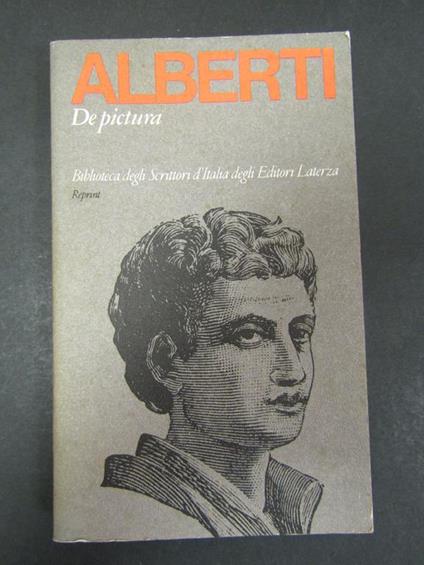 ALBERTI
De pictura
Biblioteca degli Scrittori d'Italia degli Editori Laterza
Reprint